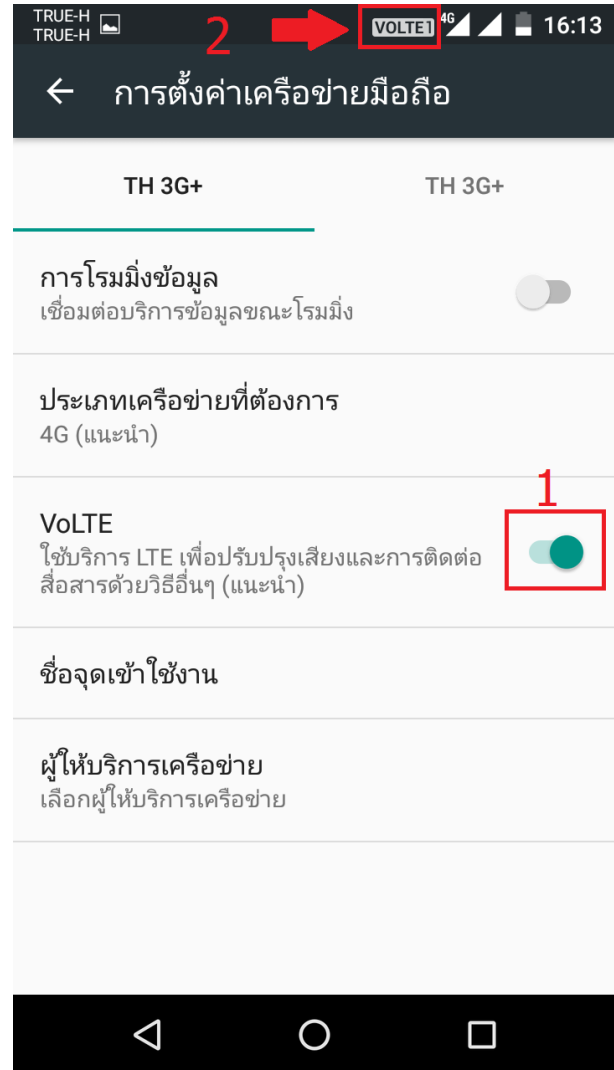 TRUE-H
TRUE-H
2
VOLTE1
4G
16:13
การตั้งค่าเครือข่ายมือถือ
TH 3G+
TH 3G+
การโรมมิ่งข้อมูล
เชื่อมต่อบริการข้อมูลขณะโรมมิ่ง
ประเภทเครือข่ายที่ต้องการ
4G (แนะนำ)
1
VoLTE
ใช้บริการ LTE เพื่อปรับปรุงเสียงและการติดต่อ
สื่อสารด้วยวิธีอื่นๆ (แนะนำ)
ชื่อจุดเข้าใช้งาน
ผู้ให้บริการเครือข่าย
เลือกผู้ให้บริการเครือข่าย